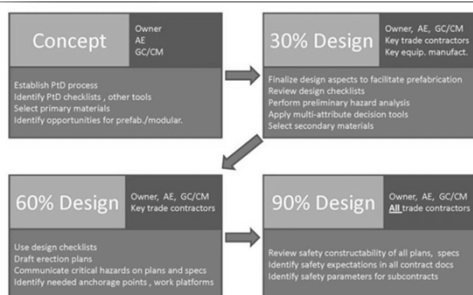 Concept
Owner
AE
GC/CM
Establish PtD process
Identify PtD checklists , other tools
Select primary materials
Identify opportunities for prefab./modular.
30% Design
Owner, AE, GC/CM
Key trade contractors
Key equip. manufact.
Finalize design aspects to facilitate prefabrication
Review design checklists
Perform preliminary hazard analysis
Apply multi-attribute decision tools
Select secondary materials
60% Design
Owner, AE, GC/CM
Key trade contractors
Use design checklists
Draft erection plans
Communicate critical hazards on plans and specs
Identify needed anchorage points , work platforms
90% Design
Owner, AE, GC/CM
All trade contractors
Review safety constructability of all plans, specs
Identify safety expectations in all contract docs
Identify safety parameters for subcontracts